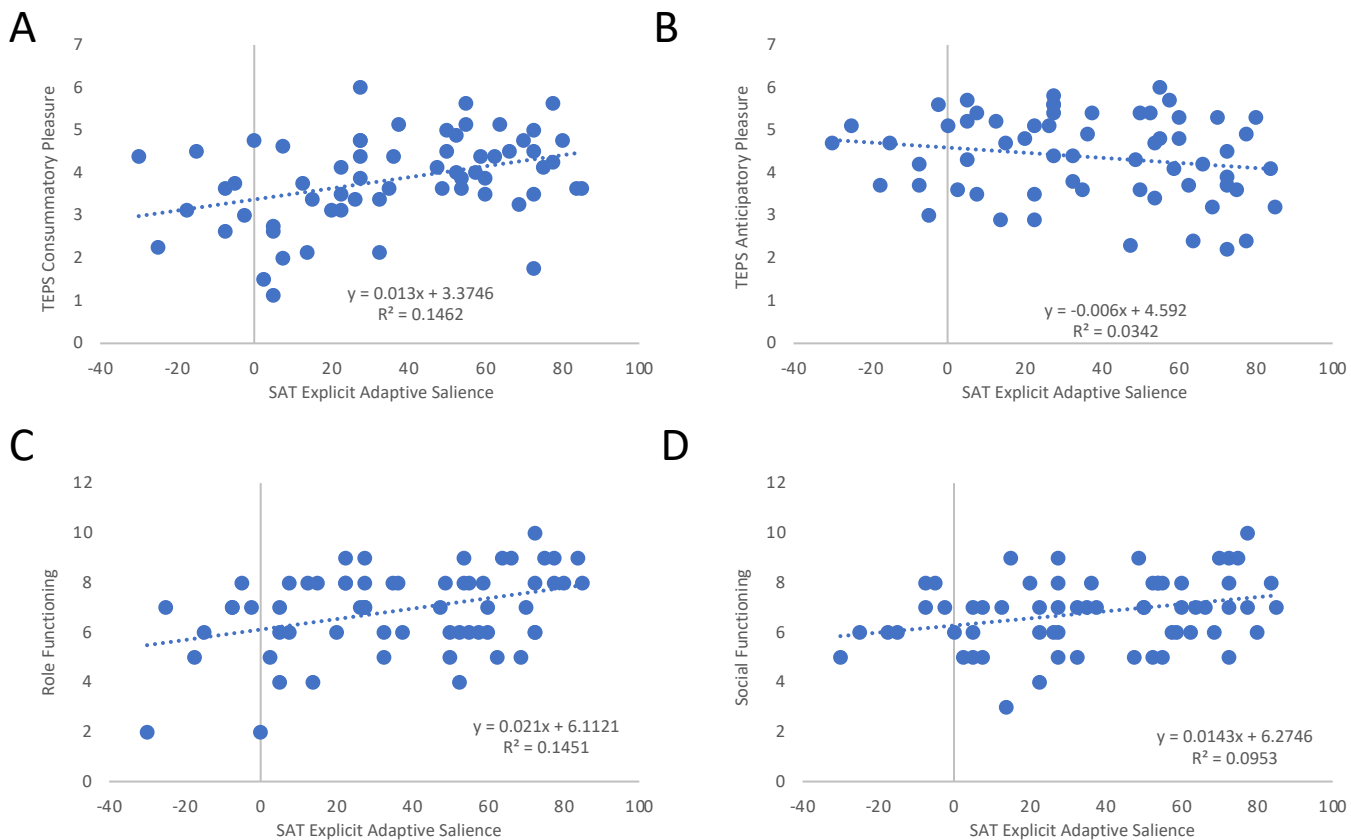 A
TEPS Consummatory Pleasure
7
6
5
4
3
2
1
0
-40 -20 0 20 40 60 80 100
SAT Explicit Adaptive Salience
y = 0.013x + 3.3746
R² = 0.1462
B
TEPS Anticipatory Pleasure
7
6
5
4
3
2
1
0
-40 -20 0 20 40 60 80 100
SAT Explicit Adaptive Salience
y = -0.006x + 4.592
R² = 0.0342
C
Role Functioning
12
10
8
6
4
2
0
-40 -20 0 20 40 60 80 100
SAT Explicit Adaptive Salience
y = 0.021x + 6.1121
R² = 0.1451
D
Social Functioning
12
10
8
6
4
2
0
-40 -20 0 20 40 60 80 100
SAT Explicit Adaptive Salience
y = 0.0143x + 6.2746
R² = 0.0953